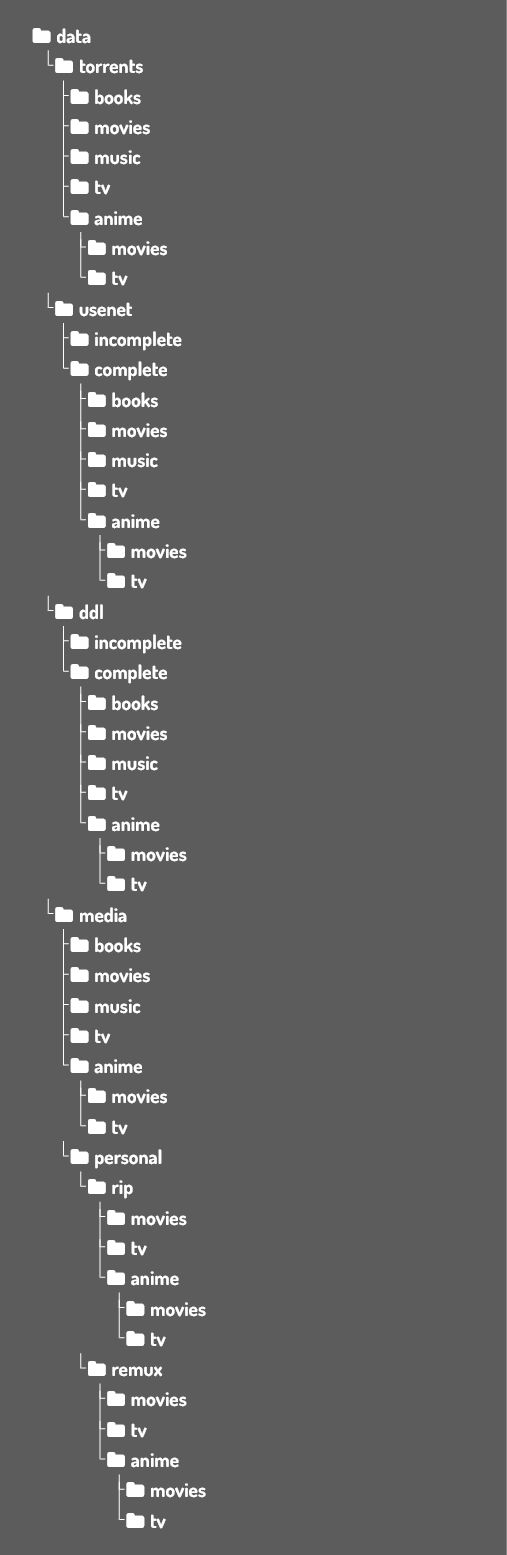 data
torrents
books
movies
music
tv
anime
movies
tv
usenet
incomplete
complete
books
movies
music
tv
anime
movies
tv
ddl
incomplete
complete
books
movies
music
tv
anime
movies
tv
media
books
movies
music
tv
anime
movies
tv
personal
rip
movies
tv
anime
movies
tv
remux
movies
tv
anime
movies
tv